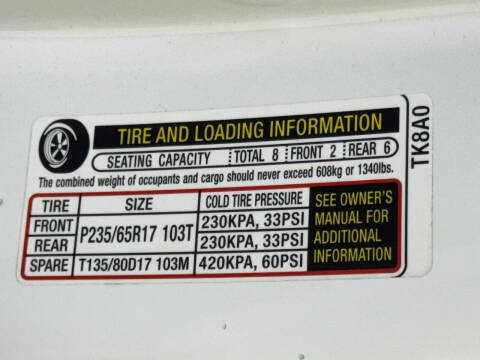 TIRE AND LOADING INFORMATION
SEATING CAPACITY TOTAL 8 FRONT 2 REAR 6
The combined weight of occupants and cargo should never exceed 608kg or 1340lbs.
TIRE SIZE COLD TIRE PRESSURE
FRONT P235/65R17 103T 230KPA, 33PSI
REAR 230KPA, 33PSI
SPARE T135/80D17 103M 420KPA, 60PSI
SEE OWNER'S
MANUAL FOR
ADDITIONAL
INFORMATION
TK8A0